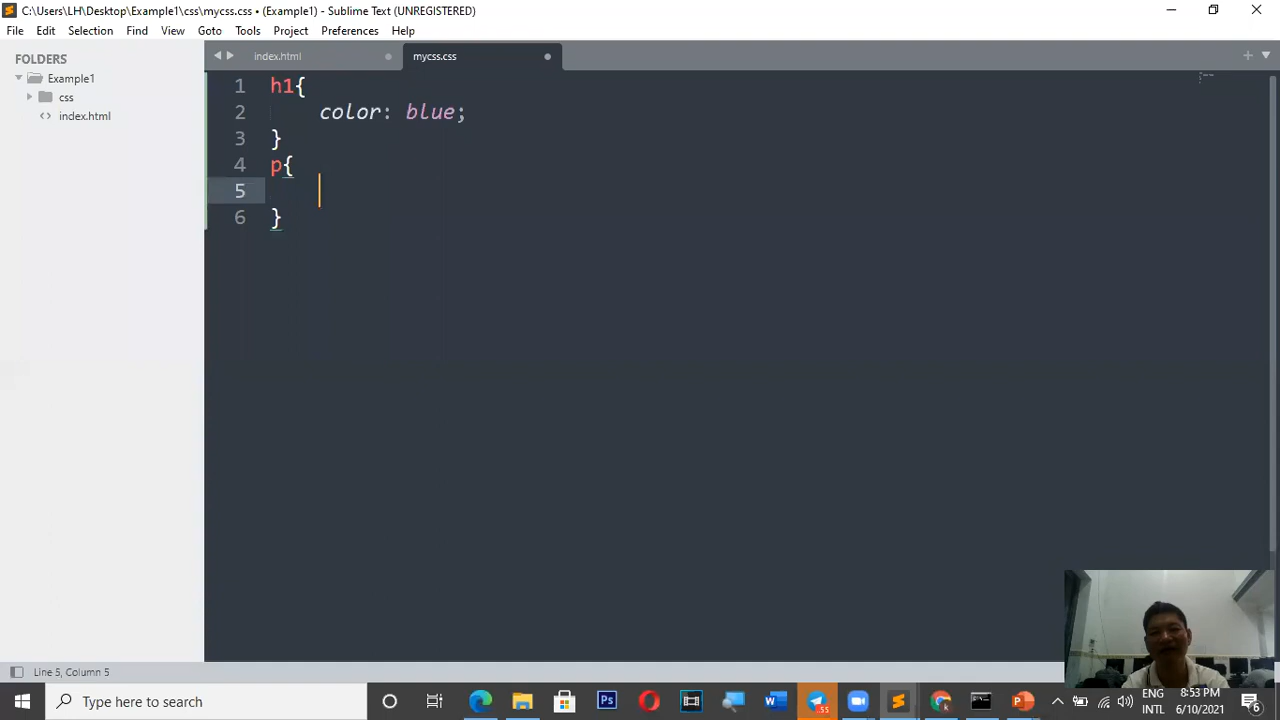 C:\Users\LH\Desktop\Example1\css\mycss.css • (Example1) - Sublime Text (UNREGISTERED)
File Edit Selection Find View Goto Tools Project Preferences Help
FOLDERS
Example1
css
index.html
index.html mycss.css
1 h1{
2 color: blue;
3 }
4 p{
5
6 }
Line 5, Column 5
Type here to search
Ps
W
ENG 8:53 PM
INTL 6/10/2021
6